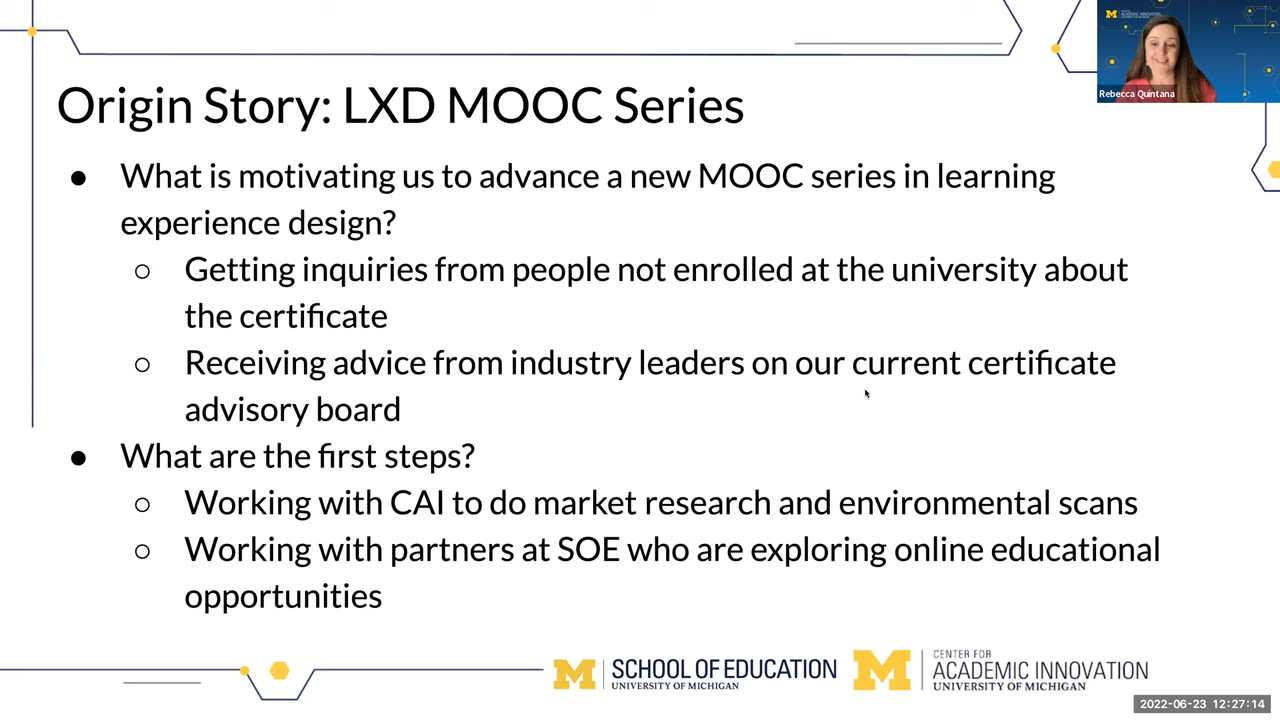 ACADEMIC INNOVATION
Rebecca Quintana
Origin Story: LXD MOOC Series
● What is motivating us to advance a new MOOC series in learning
experience design?
○ Getting inquiries from people not enrolled at the university about
the certificate
○ Receiving advice from industry leaders on our current certificate
advisory board
● What are the first steps?
○ Working with CAI to do market research and environmental scans
○ Working with partners at SOE who are exploring online educational
opportunities
M SCHOOL OF EDUCATION
UNIVERSITY OF MICHIGAN
M CENTER FOR
ACADEMIC INNOVATION
UNIVERSITY OF MICHIGAN
2022-06-23 12:27:14